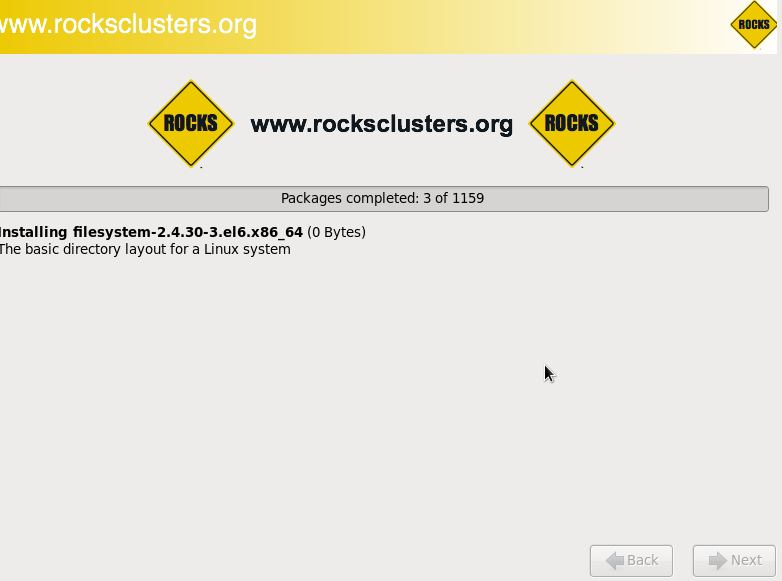 www.rocksclusters.org
ROCKS
ROCKS www.rocksclusters.org ROCKS
Packages completed: 3 of 1159
Installing filesystem-2.4.30-3.el6.x86_64 (0 Bytes)
The basic directory layout for a Linux system
Back Next